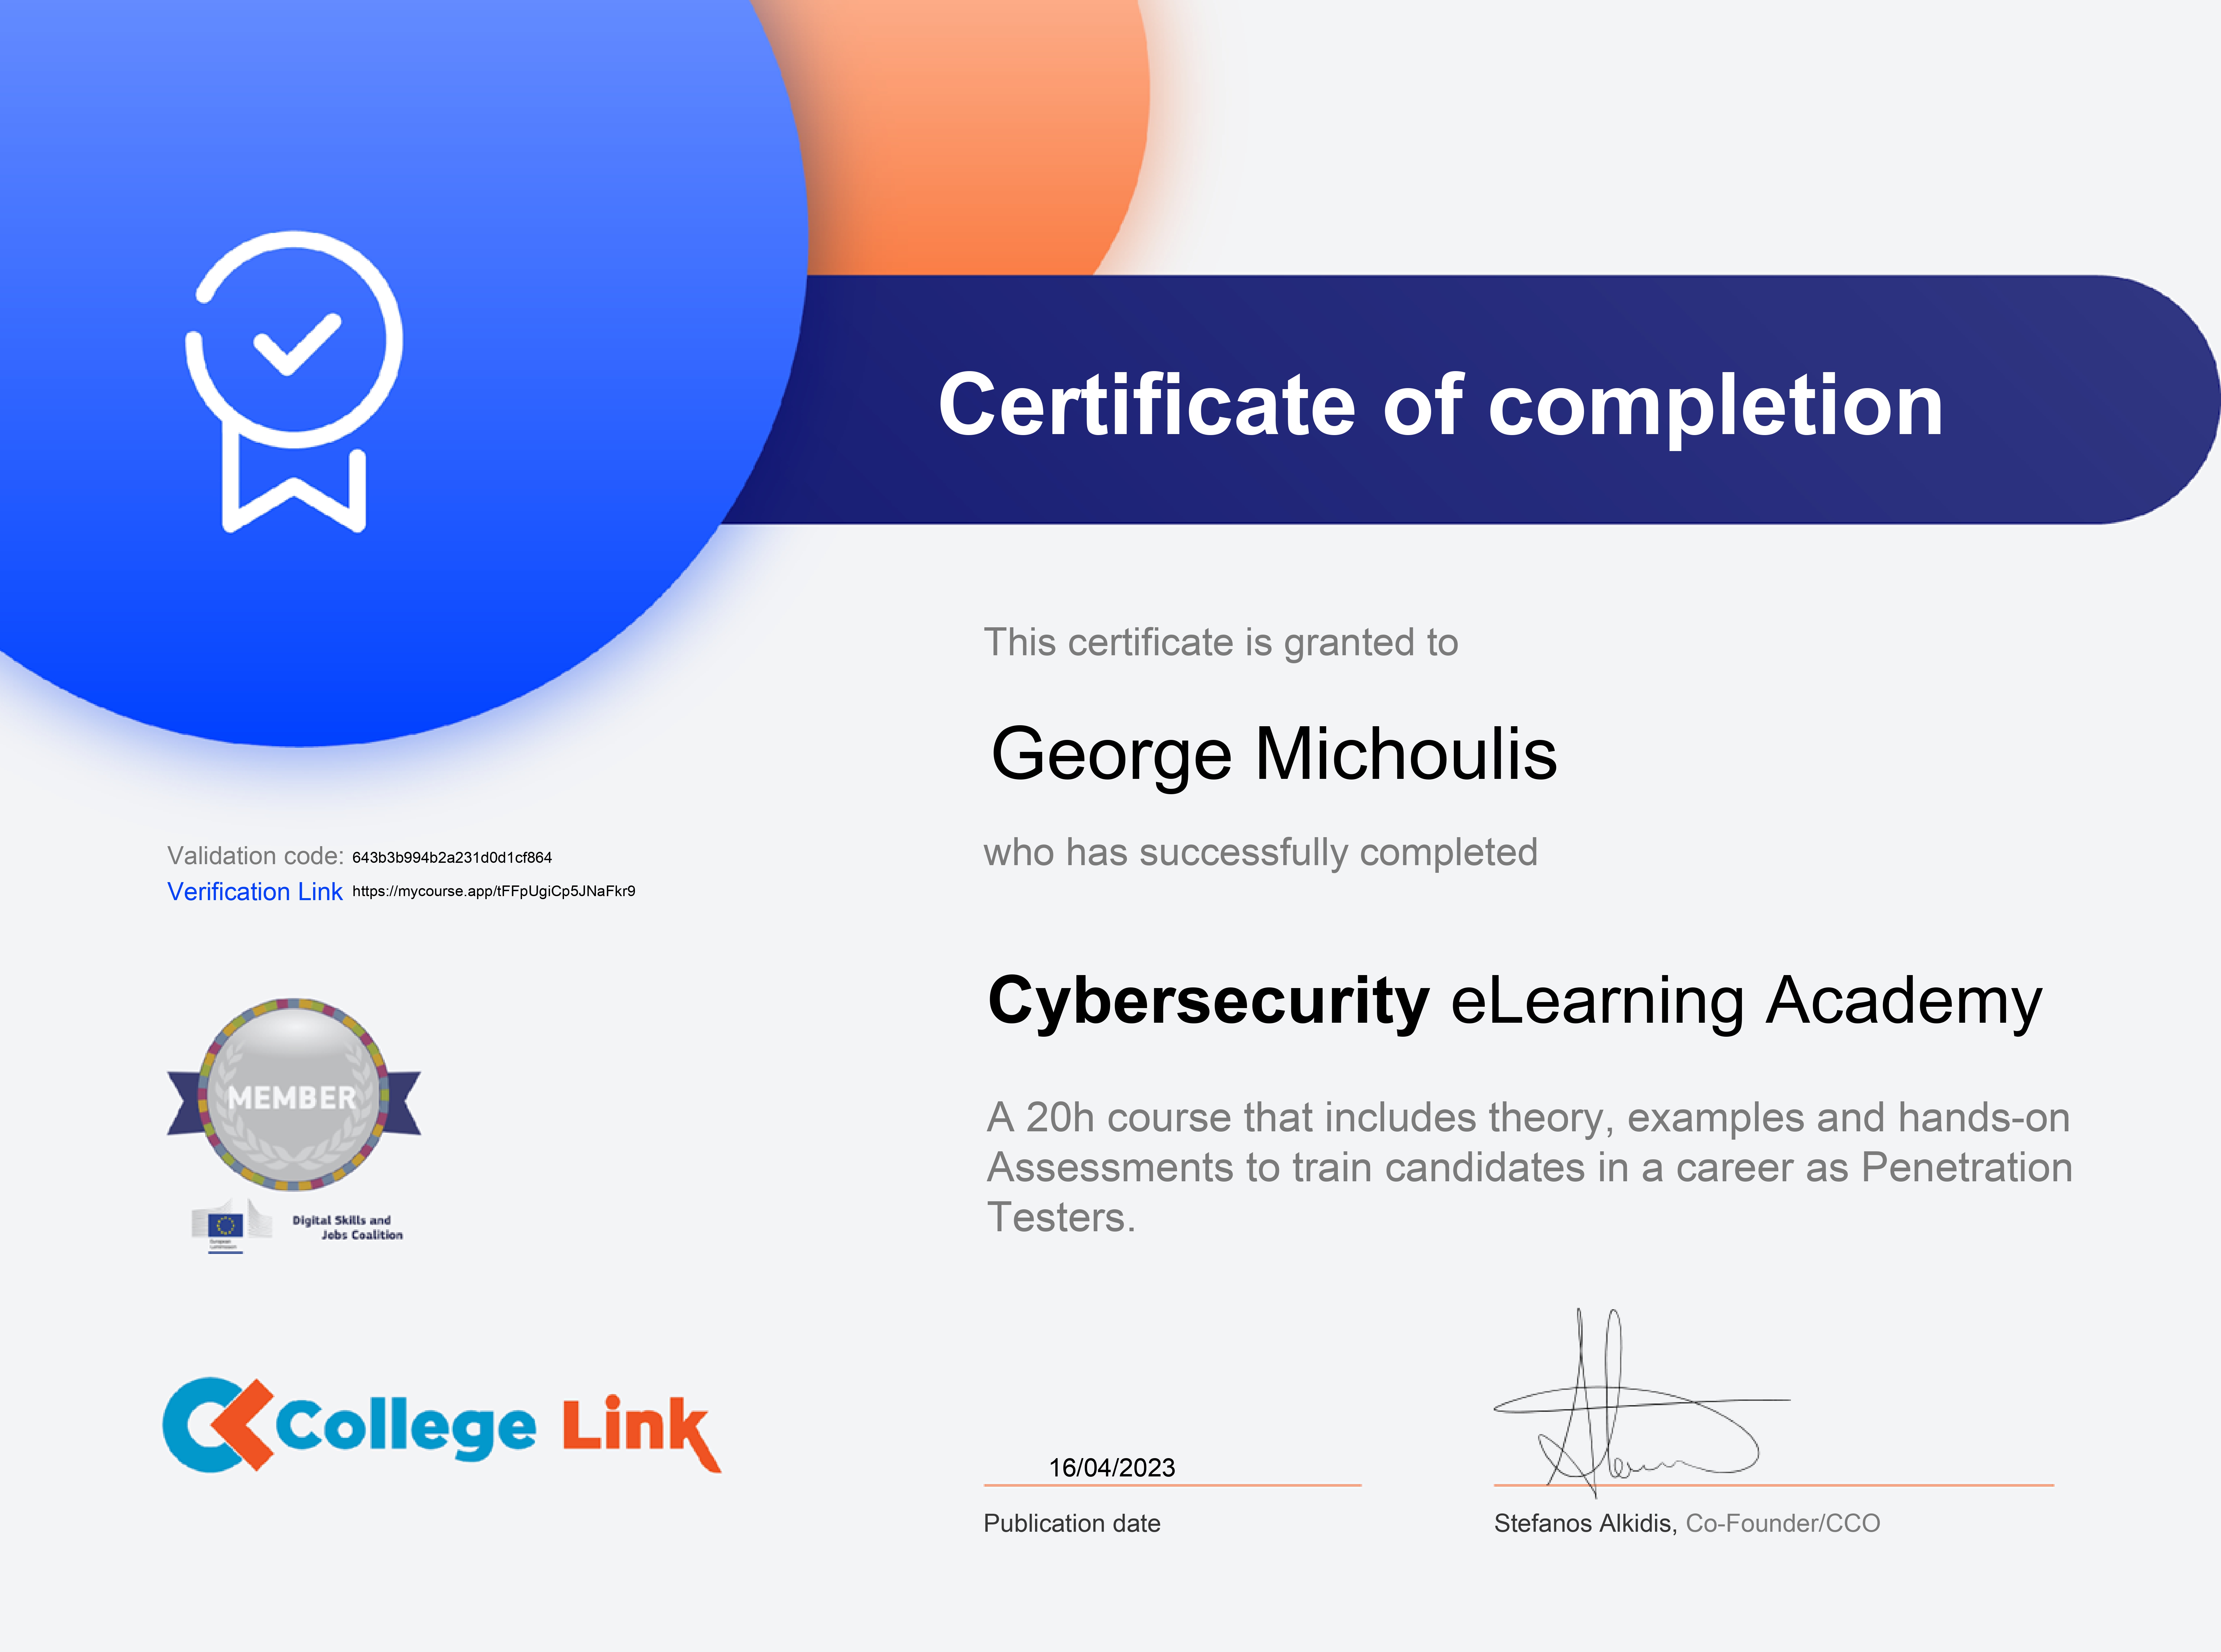 Certificate of completion
This certificate is granted to
George Michoulis
who has successfully completed
Validation code: 643b3b994b2a231d0d1cf864
Verification Link https://mycourse.app/tFFpUgiCp5JNaFkr9
Cybersecurity eLearning Academy
A 20h course that includes theory, examples and hands-on
Assessments to train candidates in a career as Penetration
Testers.
MEMBER
European
Commission
Digital Skills and
Jobs Coalition
College Link
16/04/2023
Publication date
Stefanos Alkidis, Co-Founder/CCO